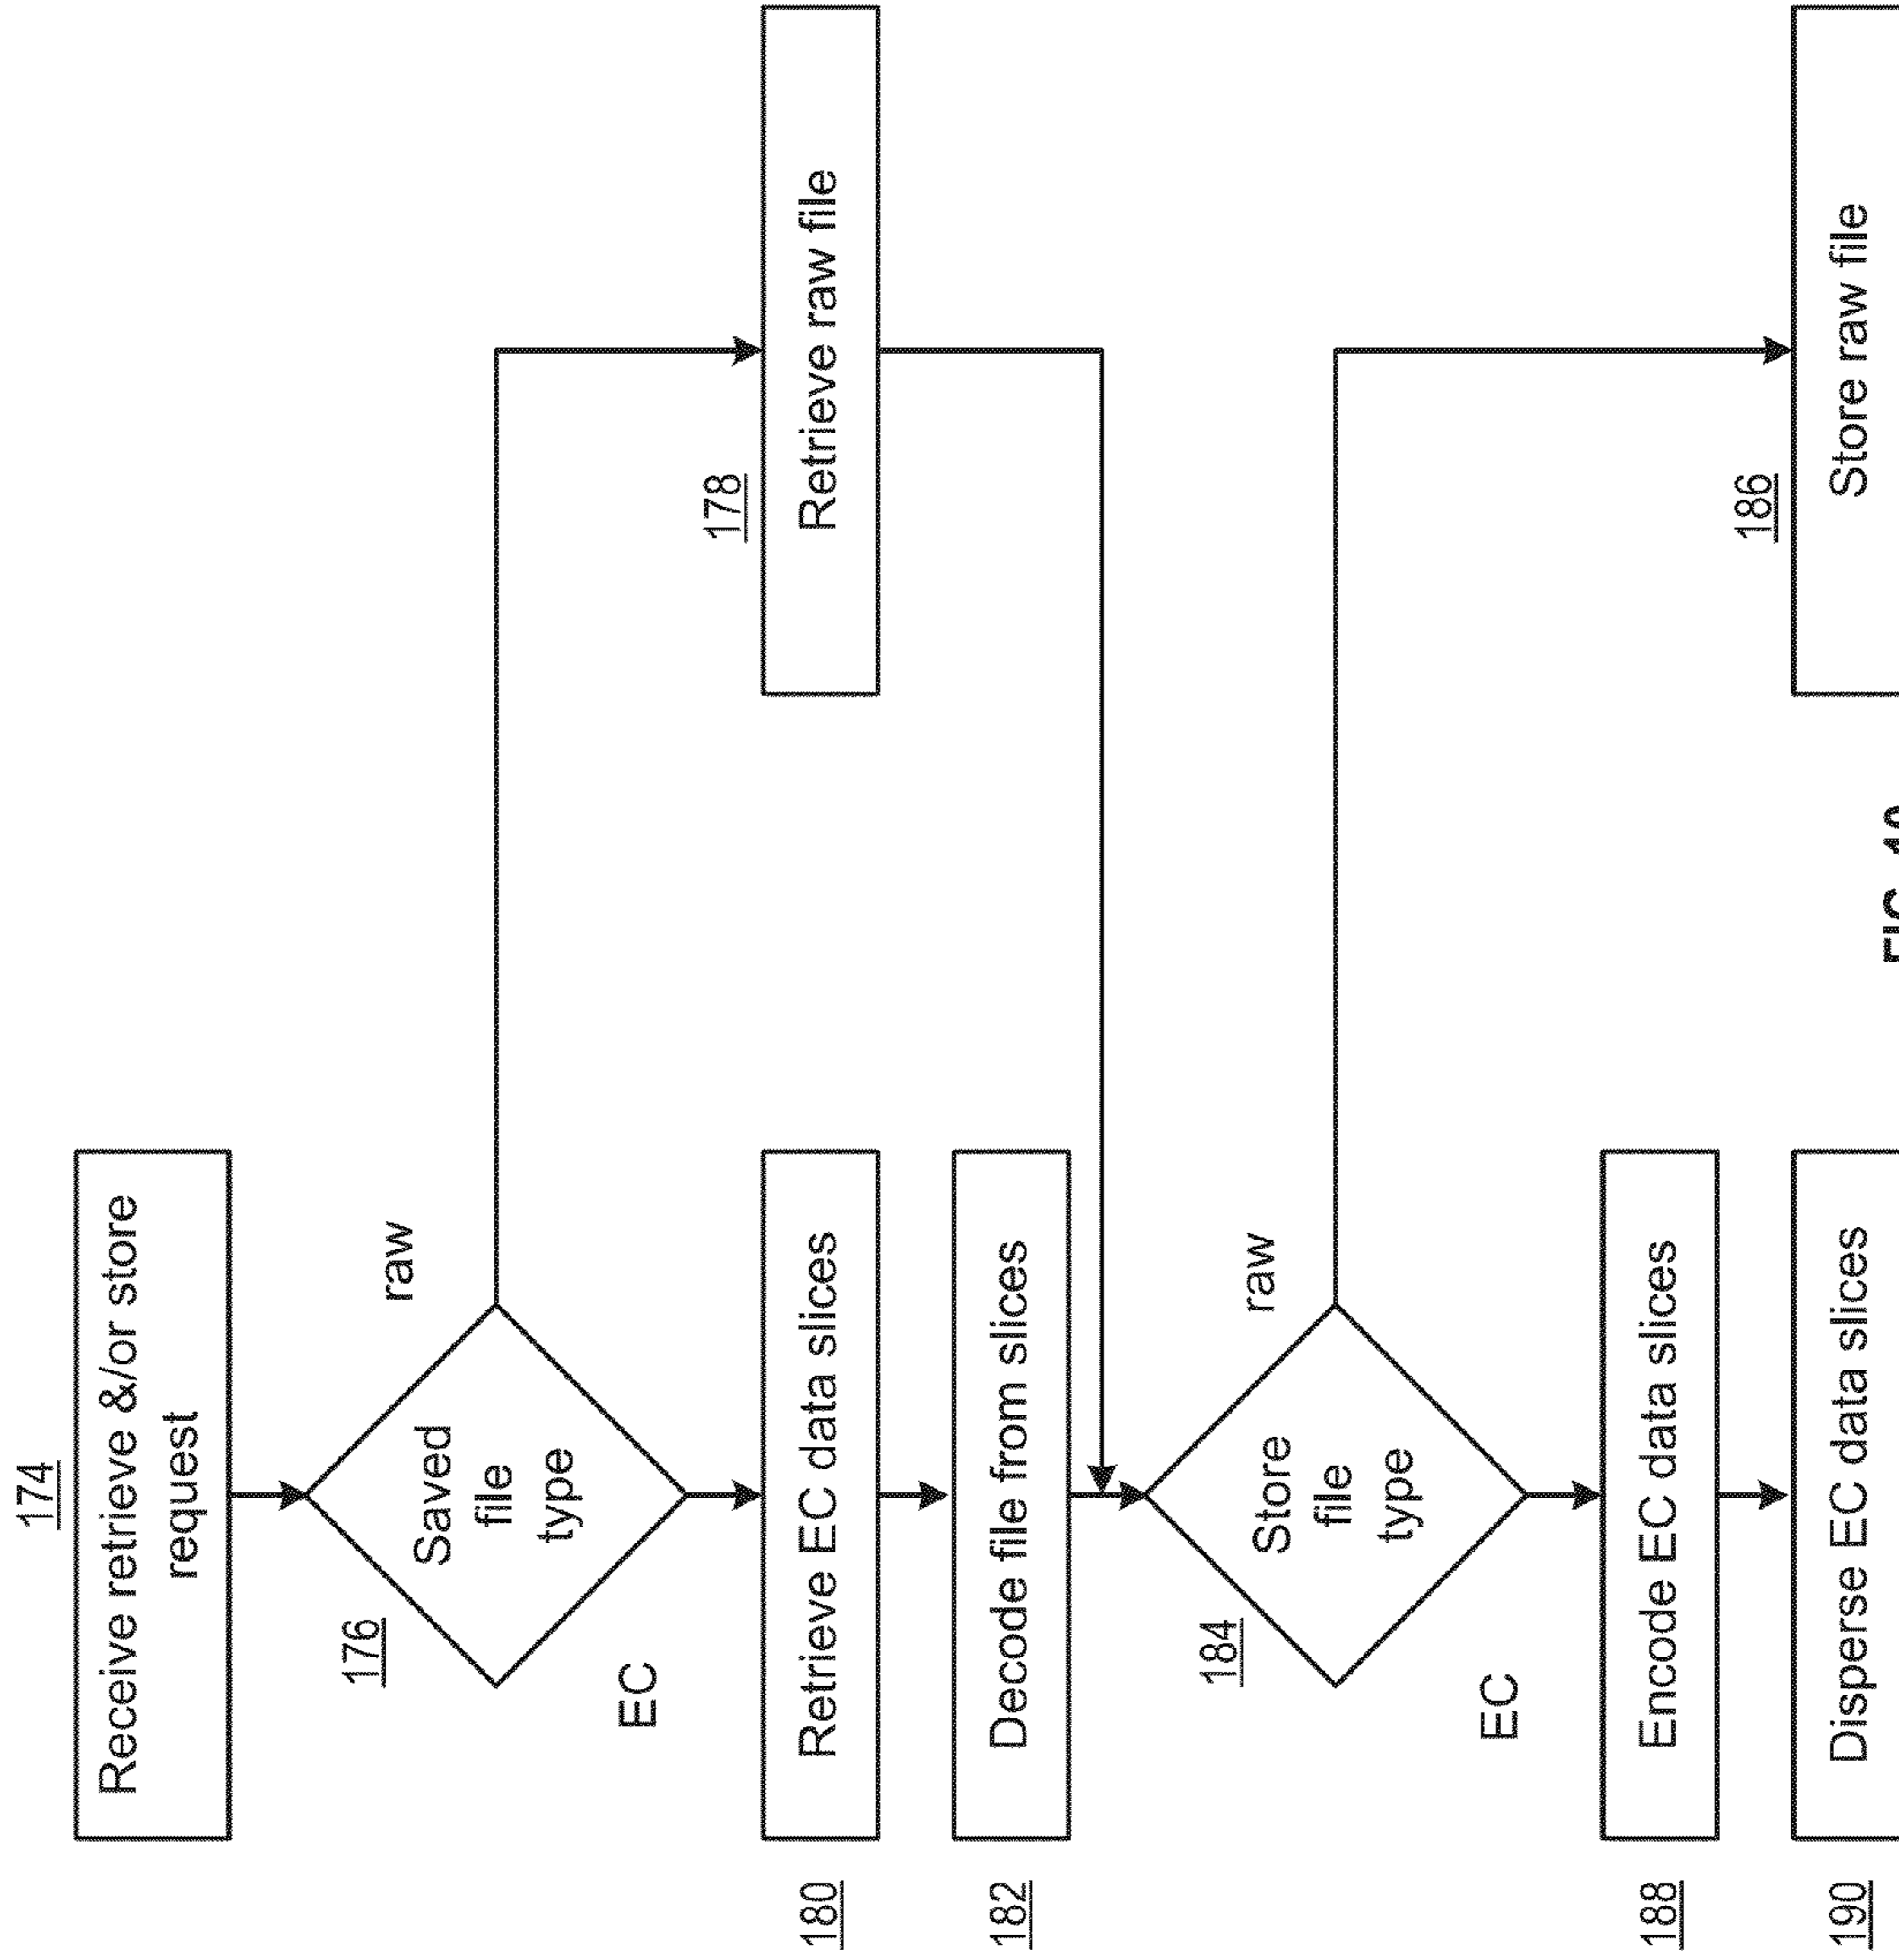 174
Receive retrieve &/or store
request
176
Saved
file
type
raw
EC
178
Retrieve raw file
180
Retrieve EC data slices
182
Decode file from slices
184
Store
file
type
raw
EC
186
Store raw file
188
Encode EC data slices
190
Disperse EC data slices
FIG.